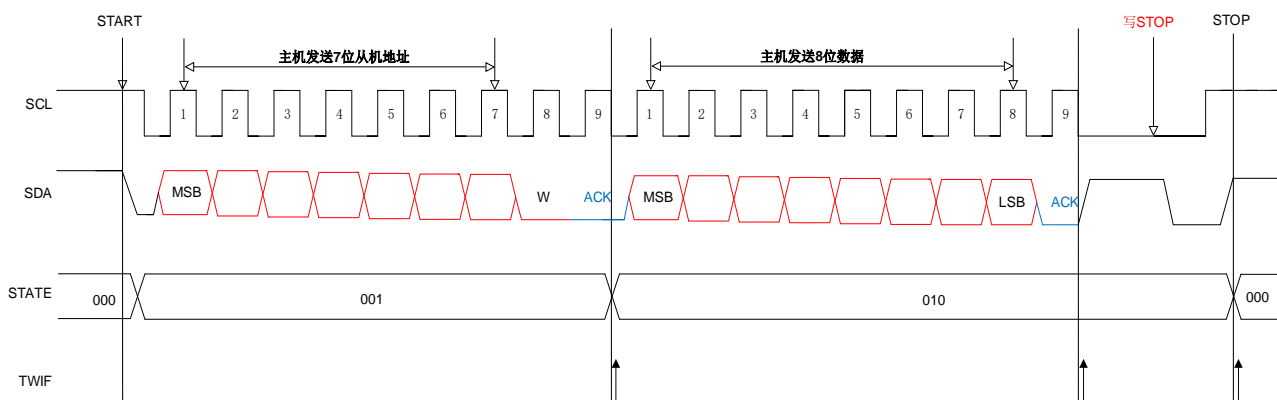 START
写STOP
STOP
主机发送7位从机地址
主机发送8位数据
SCL
1 2 3 4 5 6 7 8 9 1 2 3 4 5 6 7 8 9
SDA
MSB W ACK MSB LSB ACK
STATE
000 001 010 000
TWIF